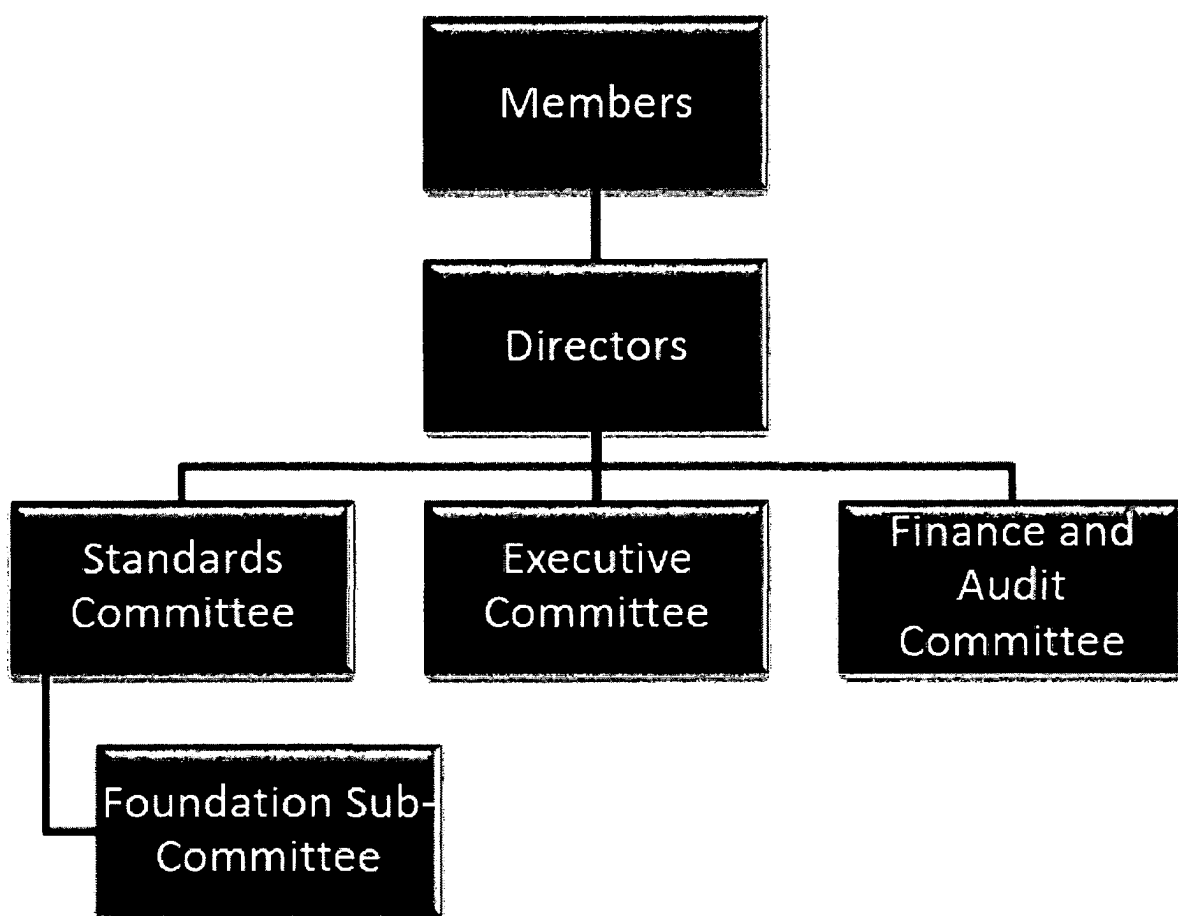 Members
Directors
Standards
Committee
Executive
Committee
Finance and
Audit
Committee
Foundation Sub-
Committee